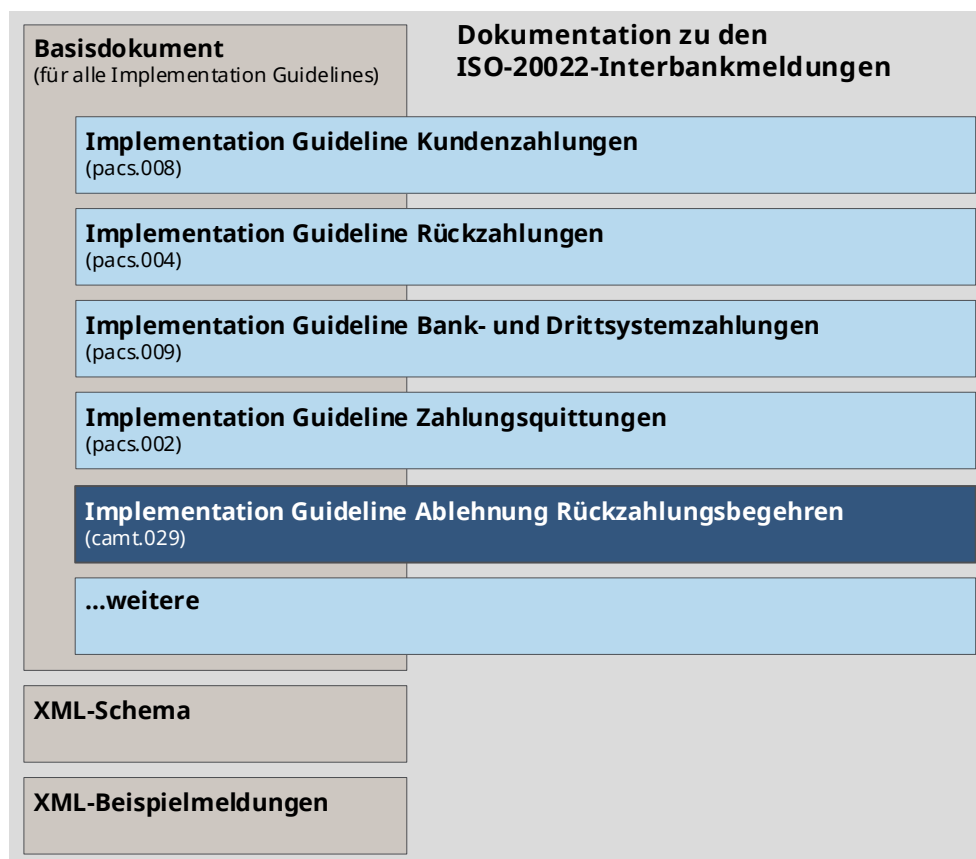 Basisdokument
(für alle Implementation Guidelines)
Dokumentation zu den
ISO-20022-Interbankmeldungen
Implementation Guideline Kundenzahlungen
(pacs.008)
Implementation Guideline Rückzahlungen
(pacs.004)
Implementation Guideline Bank- und Drittsystemzahlungen
(pacs.009)
Implementation Guideline Zahlungsquittungen
(pacs.002)
Implementation Guideline Ablehnung Rückzahlungsbegehren
(camt.029)
...weitere
XML-Schema
XML-Beispielmeldungen